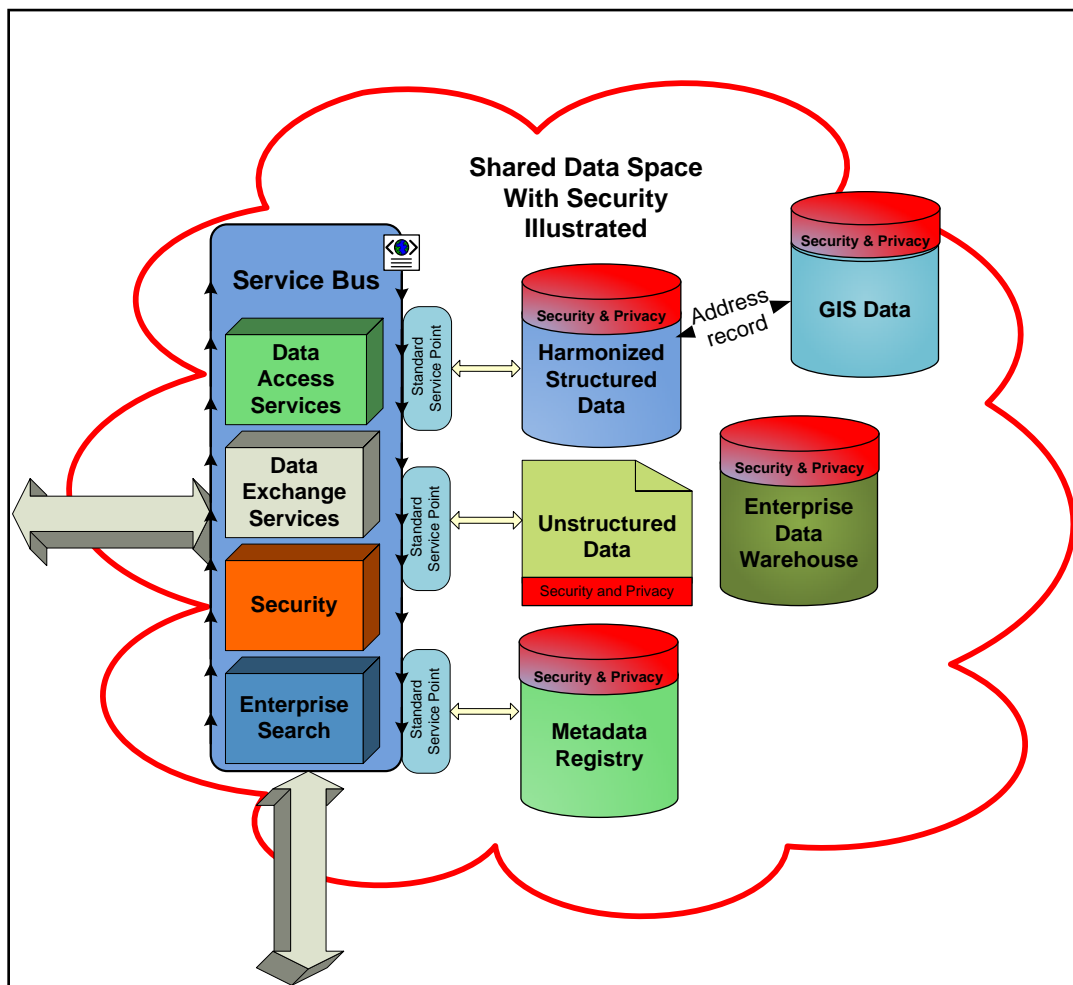 Shared Data Space
With Security
Illustrated
Service Bus
Data
Access
Services
Data
Exchange
Services
Security
Enterprise
Search
Standard
Service Point
Standard
Service Point
Standard
Service Point
Security & Privacy
Harmonized
Structured
Data
Address
record
Security & Privacy
GIS Data
Unstructured
Data
Security and Privacy
Security & Privacy
Enterprise
Data
Warehouse
Security & Privacy
Metadata
Registry